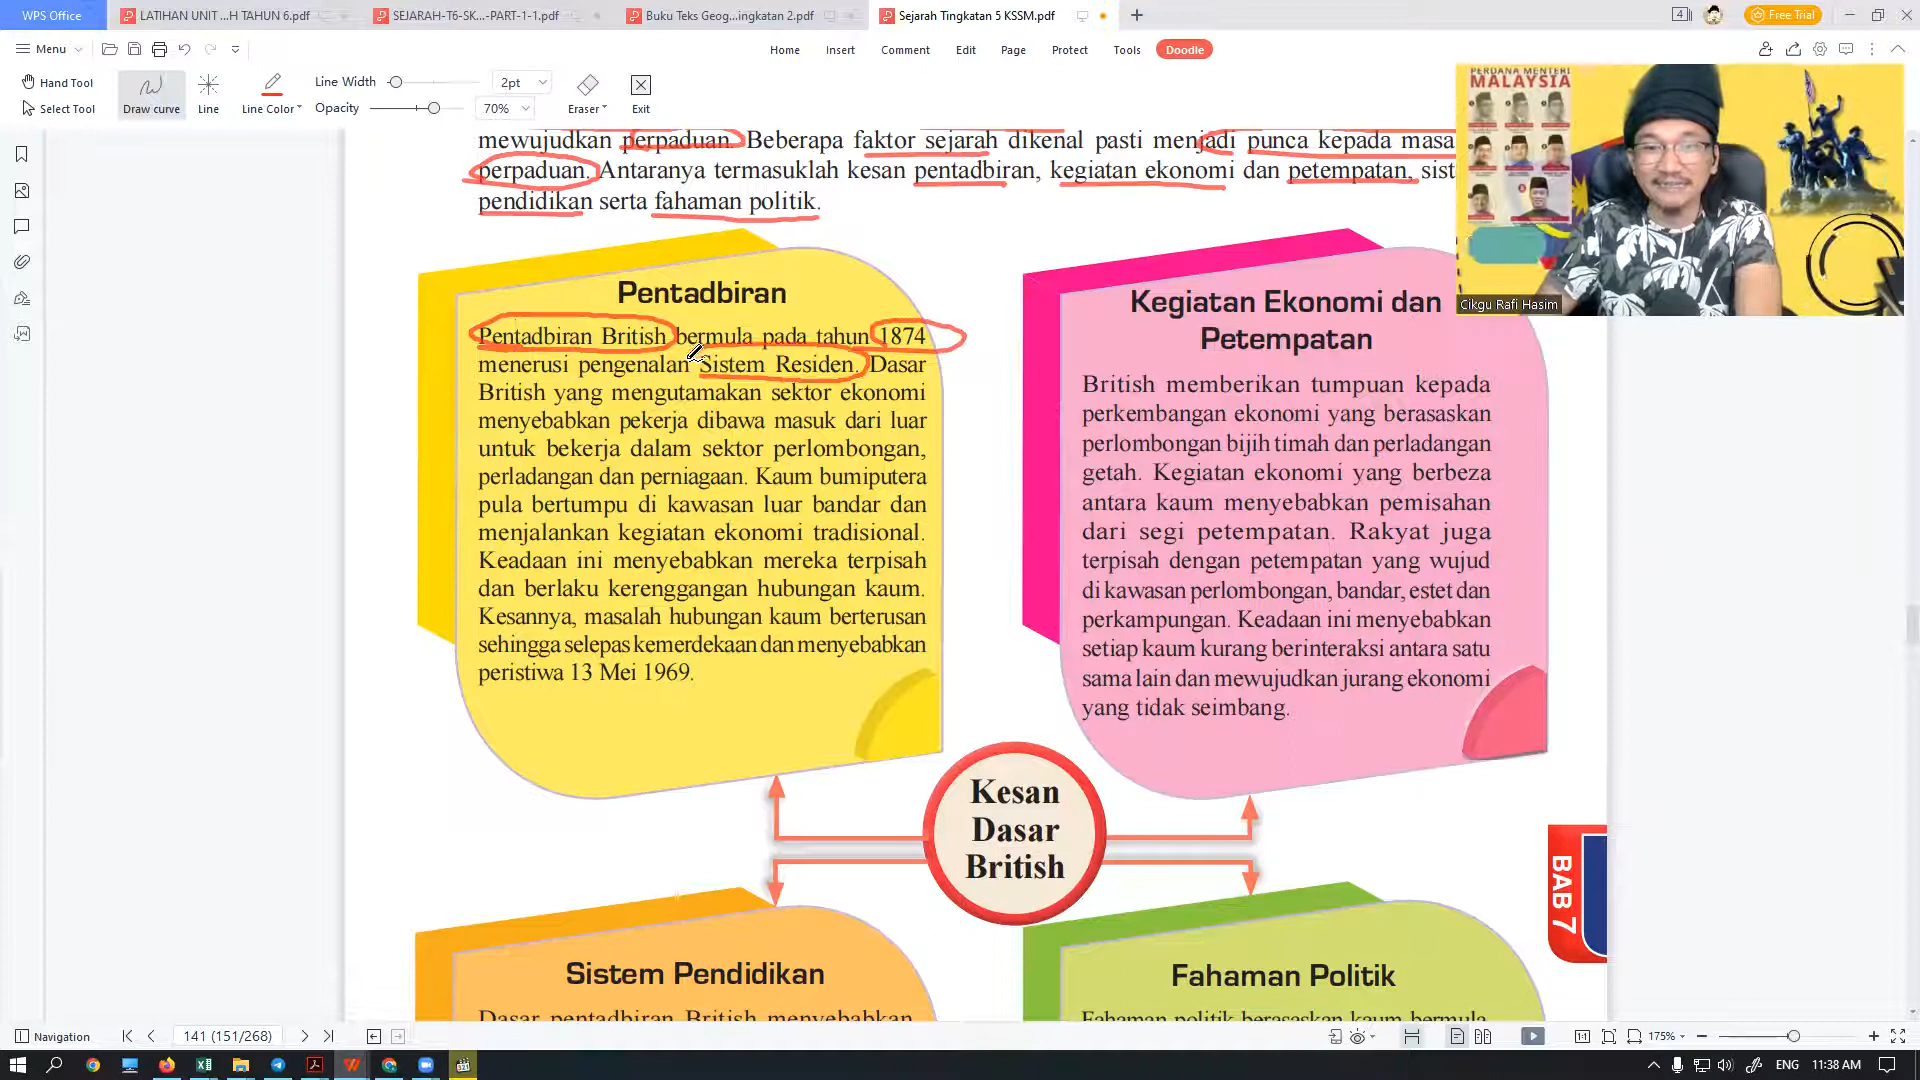 WPS Office
LATIHAN UNIT ...H TAHUN 6.pdf
SEJARAH-T6-SK...-PART-1-1.pdf
Buku Teks Geog...ingkatan 2.pdf
Sejarah Tingkatan 5 KSSM.pdf
4
Free Trial
Menu
Home
Insert
Comment
Edit
Page
Protect
Tools
Doodle
Hand Tool
Select Tool
Draw curve
Line
Line Color
Line Width
2pt
Opacity
70%
Eraser
Exit
PERDANA MENTERI
MALAYSIA
Cikgu Rafi Hasim
mewujudkan perpaduan. Beberapa faktor sejarah dikenal pasti menjadi punca kepada masa
perpaduan. Antaranya termasuklah kesan pentadbiran, kegiatan ekonomi dan petempatan, sist
pendidikan serta fahaman politik.
Pentadbiran
Pentadbiran British bermula pada tahun 1874
menerusi pengenalan Sistem Residen. Dasar
British yang mengutamakan sektor ekonomi
menyebabkan pekerja dibawa masuk dari luar
untuk bekerja dalam sektor perlombongan,
perladangan dan perniagaan. Kaum bumiputera
pula bertumpu di kawasan luar bandar dan
menjalankan kegiatan ekonomi tradisional.
Keadaan ini menyebabkan mereka terpisah
dan berlaku kerenggangan hubungan kaum.
Kesannya, masalah hubungan kaum berterusan
sehingga selepas kemerdekaan dan menyebabkan
peristiwa 13 Mei 1969.
Kegiatan Ekonomi dan
Petempatan
British memberikan tumpuan kepada
perkembangan ekonomi yang berasaskan
perlombongan bijih timah dan perladangan
getah. Kegiatan ekonomi yang berbeza
antara kaum menyebabkan pemisahan
dari segi petempatan. Rakyat juga
terpisah dengan petempatan yang wujud
di kawasan perlombongan, bandar, estet dan
perkampungan. Keadaan ini menyebabkan
setiap kaum kurang berinteraksi antara satu
sama lain dan mewujudkan jurang ekonomi
yang tidak seimbang.
Kesan
Dasar
British
BAB 7
Sistem Pendidikan
Dasar pentadbiran British menyebabkan
Fahaman Politik
Fahaman politik berasaskan kaum bermula
Navigation
141 (151/268)
175%
ENG
11:38 AM